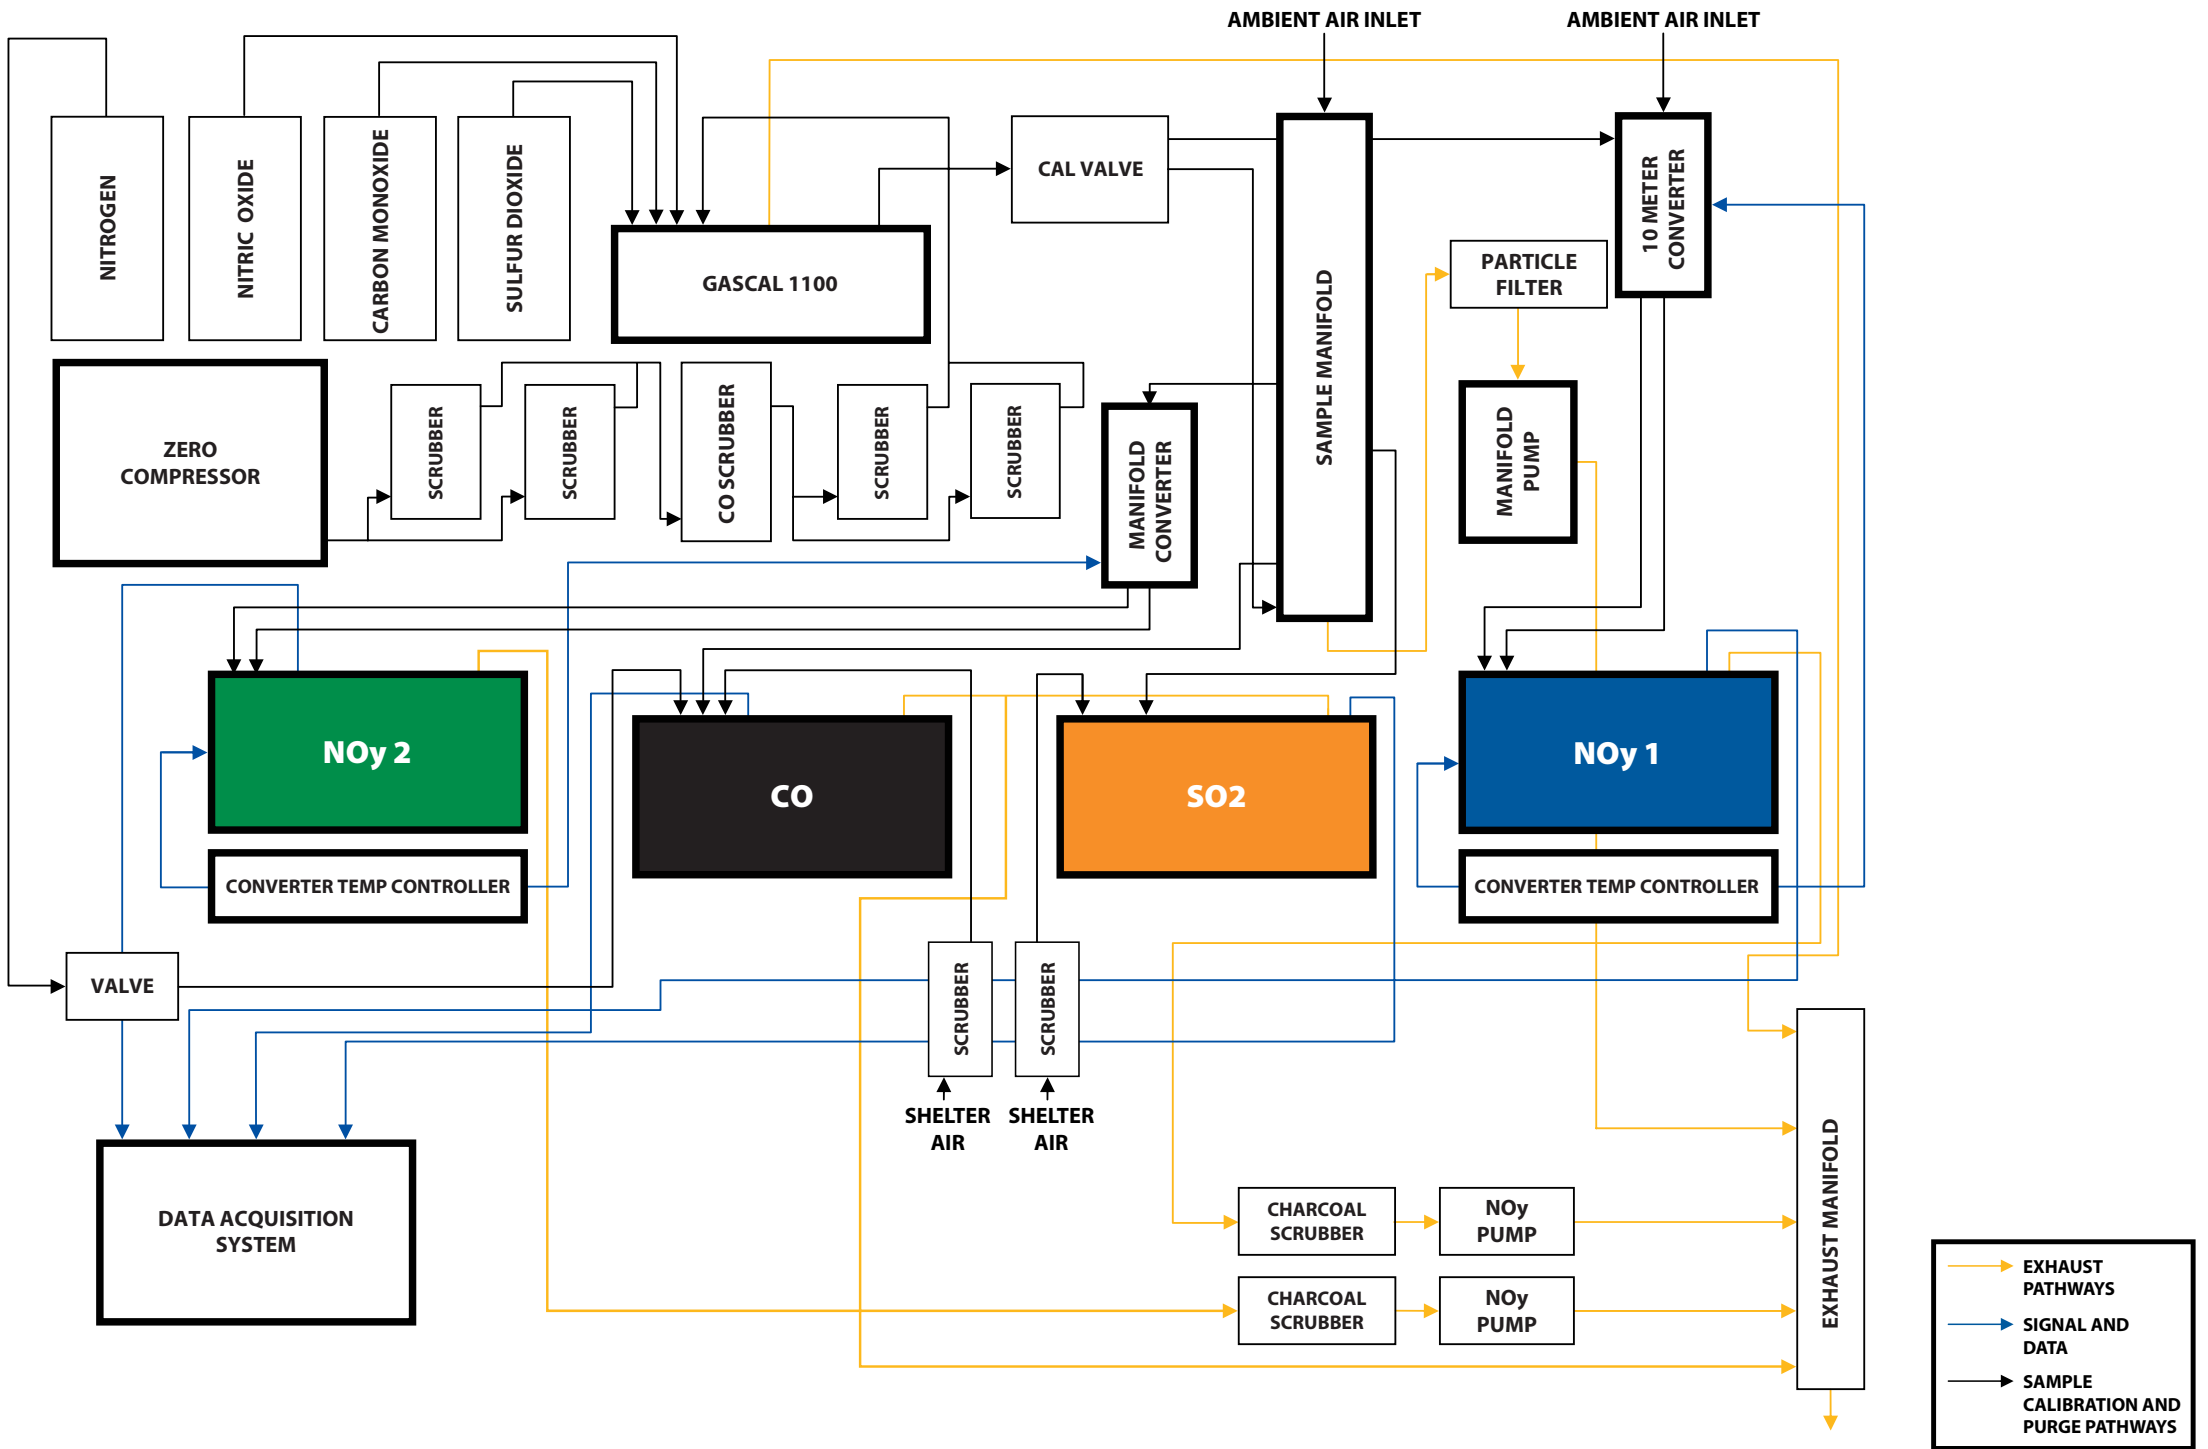 AMBIENT AIR INLET
AMBIENT AIR INLET
NITROGEN
NITRIC OXIDE
CARBON MONOXIDE
SULFUR DIOXIDE
GASCAL 1100
CAL VALVE
SAMPLE MANIFOLD
10 METER
CONVERTER
PARTICLE
FILTER
ZERO
COMPRESSOR
SCRUBBER
SCRUBBER
CO SCRUBBER
SCRUBBER
SCRUBBER
MANIFOLD
CONVERTER
MANIFOLD
PUMP
NOy 2
CO
SO2
NOy 1
CONVERTER TEMP CONTROLLER
CONVERTER TEMP CONTROLLER
VALVE
SCRUBBER
SCRUBBER
SHELTER
AIR
SHELTER
AIR
DATA ACQUISITION
SYSTEM
CHARCOAL
SCRUBBER
NOy
PUMP
CHARCOAL
SCRUBBER
NOy
PUMP
EXHAUST MANIFOLD
EXHAUST
PATHWAYS
SIGNAL AND
DATA
SAMPLE
CALIBRATION AND
PURGE PATHWAYS